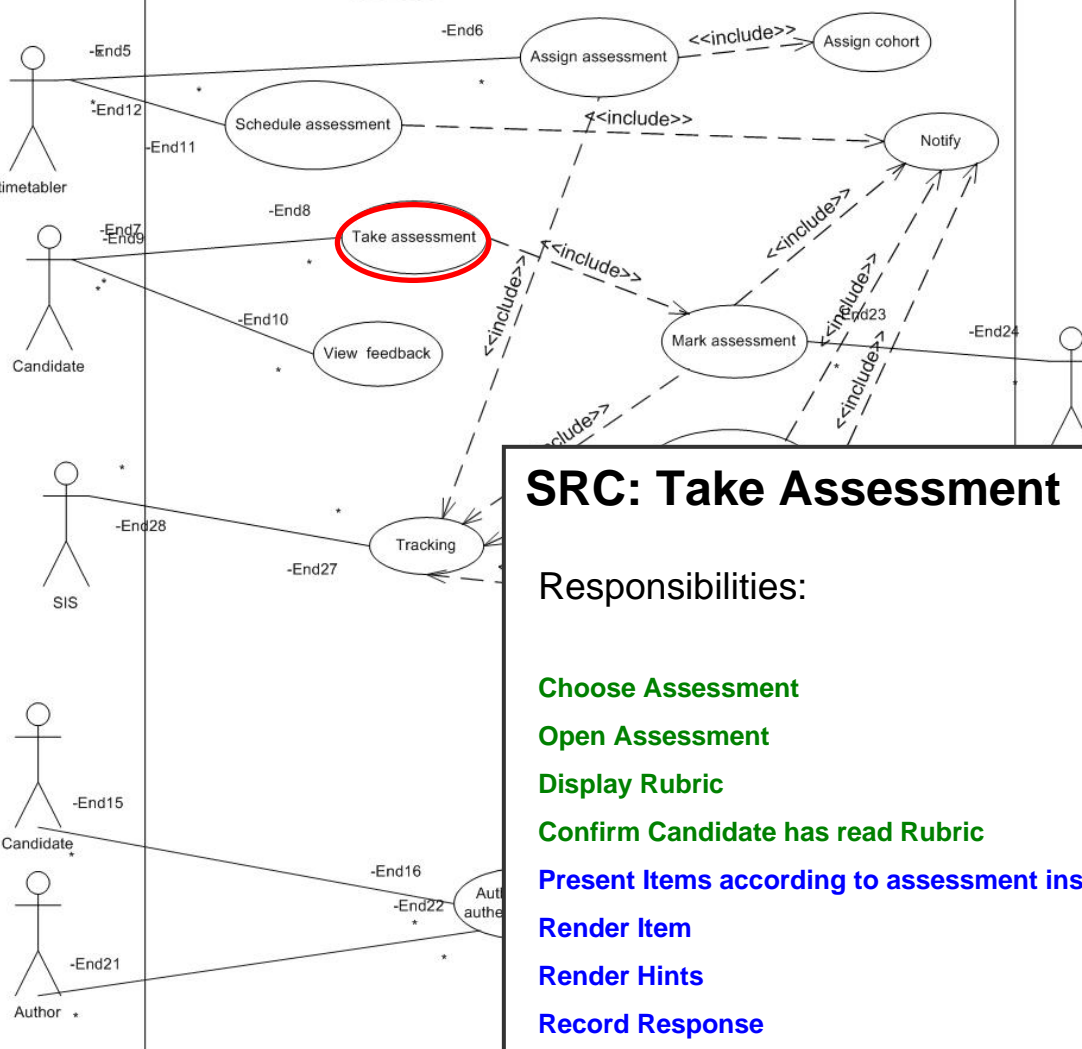 -End5
-End6
Assign assessment
<<include>>
Assign cohort
*
*
*
-End12
Schedule assessment
<<include>>
-End11
Notify
timetabler
-End7
-End9
-End8
Take assessment
*
**
<<include>>
<<include>>
<<include>>
<<include>>
<<include>>
-End10
View feedback
*
Candidate
Mark assessment
End23
*
-End24
*
SIS
*
-End28
*
-End27
Tracking
Candidate
-End15
*
-End16
-End22
*
*
-End21
Author
*
SRC: Take Assessment
Responsibilities:
Choose Assessment
Open Assessment
Display Rubric
Confirm Candidate has read Rubric
Present Items according to assessment ins
Render Item
Render Hints
Record Response